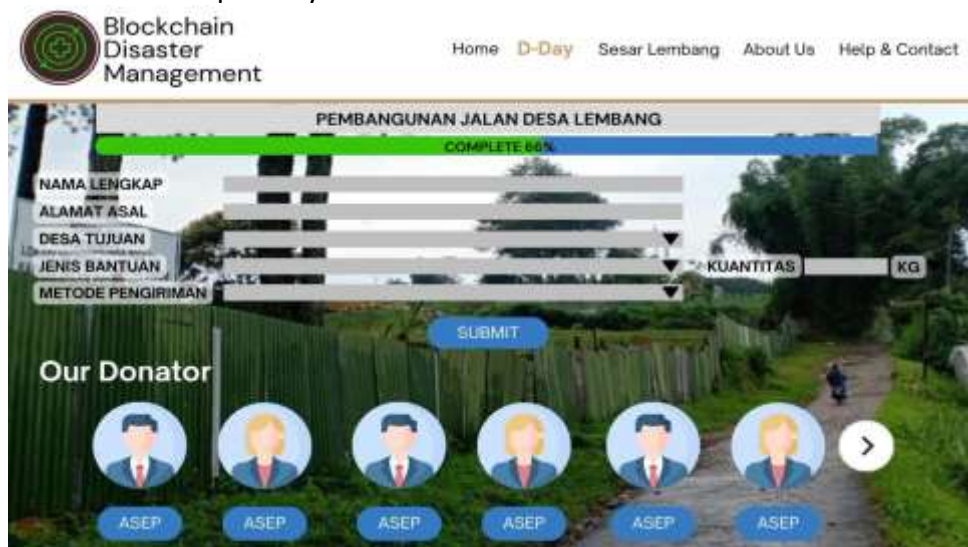 Blockchain
Disaster
Management
Home D-Day Sesar Lembang About Us Help & Contact
PEMBANGUNAN JALAN DESA LEMBANG
COMPLETE 66%
NAMA LENGKAP
ALAMAT ASAL
DESA TUJUAN
JENIS BANTUAN KUANTITAS KG
METODE PENGIRIMAN
SUBMIT
Our Donator
ASEP ASEP ASEP ASEP ASEP ASEP